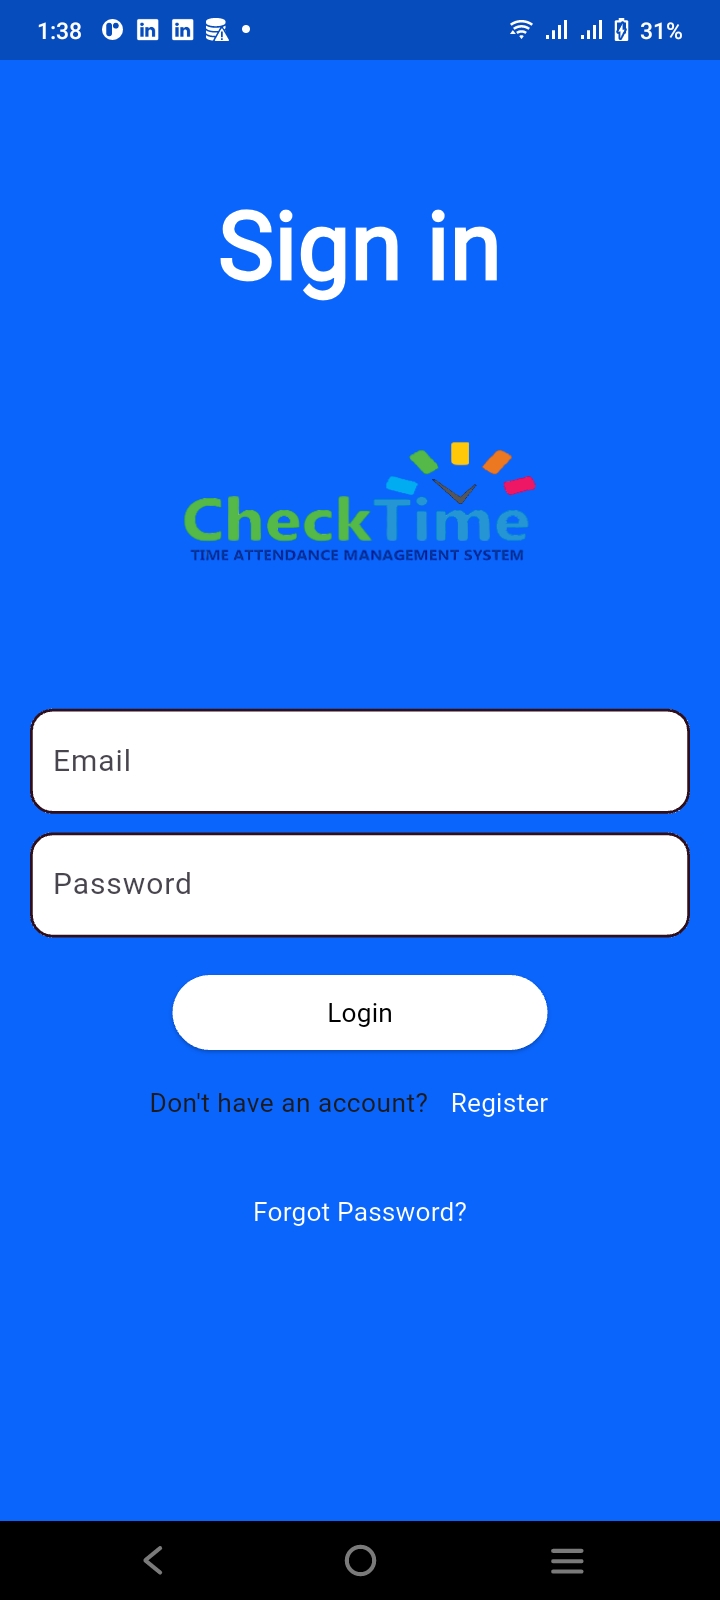 1:38
31%
Sign in
CheckTime
TIME ATTENDANCE MANAGEMENT SYSTEM
Email
Password
Login
Don't have an account? Register
Forgot Password?